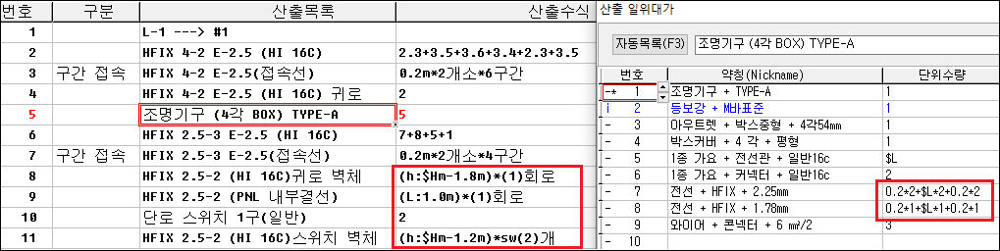 번호 구분 산출목록 산출수식
1 L-1 ---> #1
2 HFIX 4-2 E-2.5 (HI 16C) 2.3+3.5+3.6+3.4+2.3+3.5
3 구간 접속 HFIX 4-2 E-2.5(접속선) 0.2m*2개소*6구간
4 HFIX 4-2 E-2.5 (HI 16C) 귀로 2
5 조명기구 (4각 BOX) TYPE-A 5
6 HFIX 2.5-3 E-2.5 (HI 16C) 7+8+5+1
7 구간 접속 HFIX 2.5-3 E-2.5(접속선) 0.2m*2개소*4구간
8 HFIX 2.5-2 (HI 16C)귀로 벽체 (h:$Hm-1.8m)*(1)회로
9 HFIX 2.5-2 (PNL 내부결선) (L:1.0m)*(1)회로
10 단로 스위치 1구(일반) 2
11 HFIX 2.5-2 (HI 16C)스위치 벽체 (h:$Hm-1.2m)*sw(2)개
산출 일위대가
자동목록(F3) 조명기구 (4각 BOX) TYPE-A
번호 약칭(Nickname) 단위수량
-* 1 조명기구 + TYPE-A 1
i 2 등보강 + M바표준 1
- 3 아우트렛 + 박스중형 + 4각54mm 1
- 4 박스커버 + 4 각 + 평형 1
- 5 1종 가요 + 전선관 + 일반16c $L
- 6 1종 가요 + 커넥터 + 일반16c 2
- 7 전선 + HFIX + 2.25mm 0.2*2+$L*2+0.2*2
- 8 전선 + HFIX + 1.78mm 0.2*1+$L*1+0.2*1
- 9 와이어 + 콘넥터 + 6 ㎟/2 3
- 10